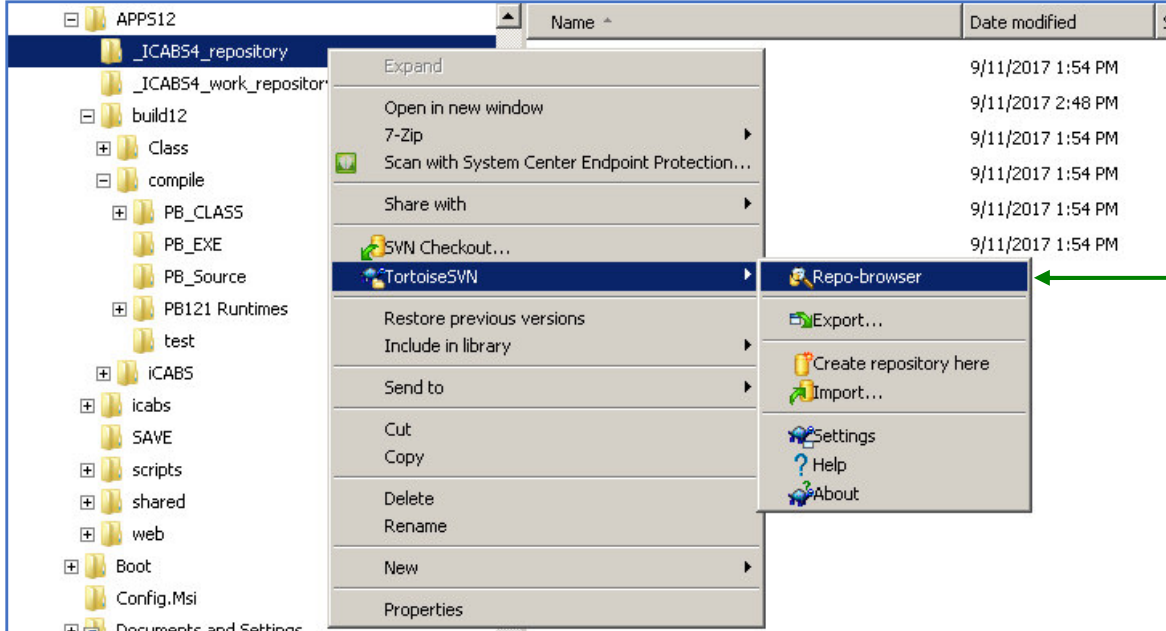 APPS12
_ICABS4_repository
_ICABS4_work_repository
build12
Class
compile
PB_CLASS
PB_EXE
PB_Source
PB121 Runtimes
test
iCABS
icabs
SAVE
scripts
shared
web
Boot
Config.Msi
Documents and Settings
Expand
Open in new window
7-Zip
Scan with System Center Endpoint Protection...
Share with
SVN Checkout...
TortoiseSVN
Restore previous versions
Include in library
Send to
Cut
Copy
Delete
Rename
New
Properties
Repo-browser
Export...
Create repository here
Import...
Settings
Help
About
Name
Date modified
9/11/2017 1:54 PM
9/11/2017 2:48 PM
9/11/2017 1:54 PM
9/11/2017 1:54 PM
9/11/2017 1:54 PM
9/11/2017 1:54 PM